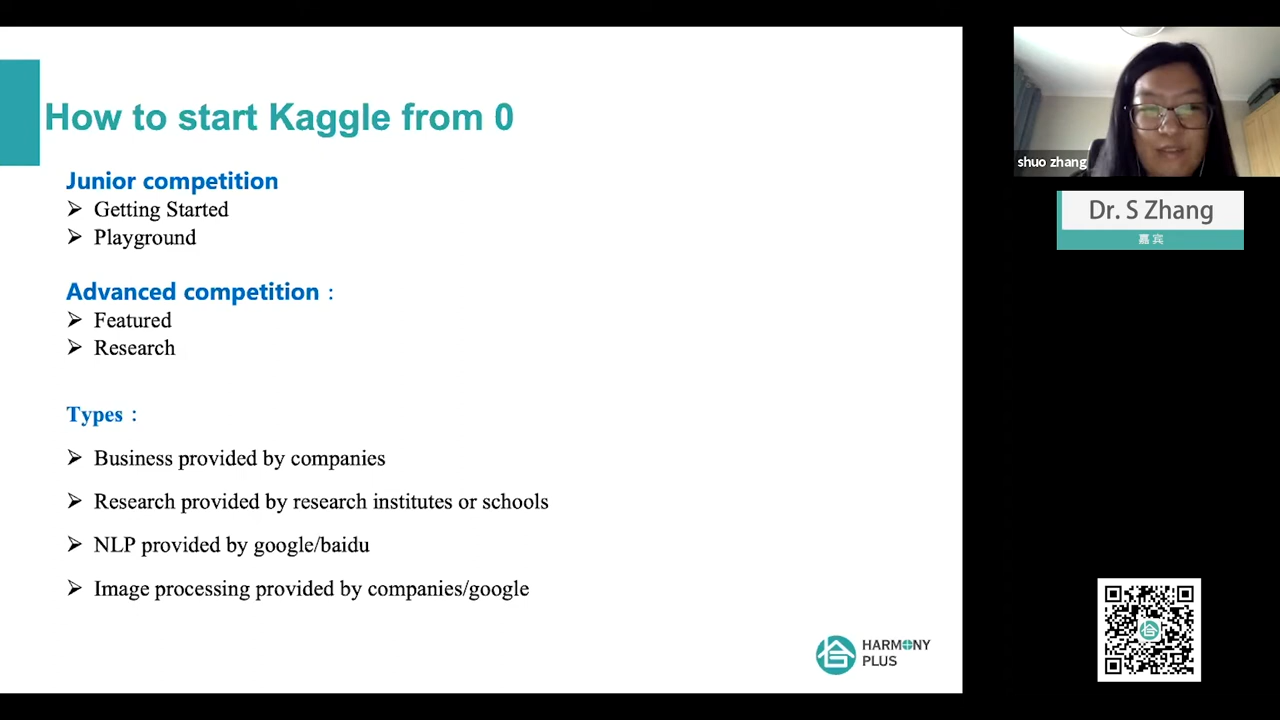 How to start Kaggle from 0
Junior competition
Getting Started
Playground
Advanced competition：
Featured
Research
Types：
Business provided by companies
Research provided by research institutes or schools
NLP provided by google/baidu
Image processing provided by companies/google
HARMONY
PLUS
shuo zhang
Dr. S Zhang
嘉宾